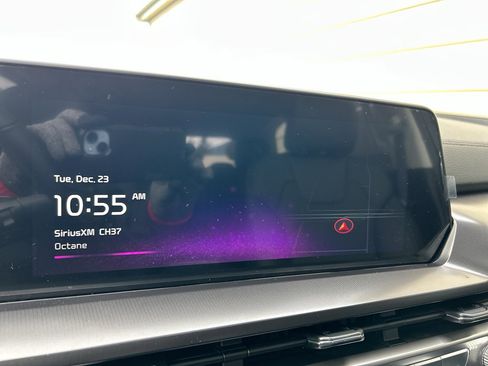 Tue, Dec. 23
10:55 AM
SiriusXM CH37
Octane